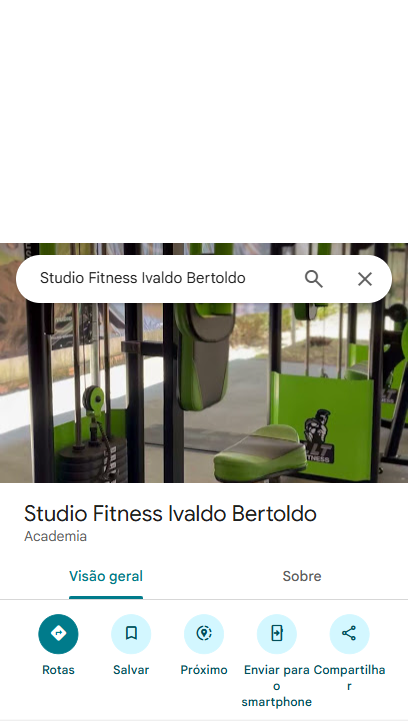 Studio Fitness Ivaldo Bertoldo
TNESS
Studio Fitness Ivaldo Bertoldo
Academia
Visão geral
Sobre
Rotas
Salvar
Próximo
Enviar para
o
smartphone
Compartilha
r